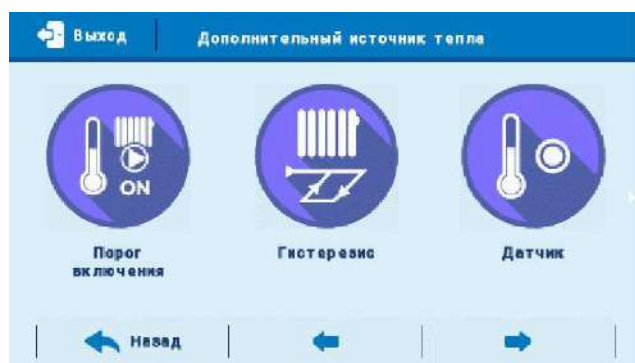 Выход
Дополнительный источник тепла
ON
Порог
включения
Гистерезис
Датчик
Назад